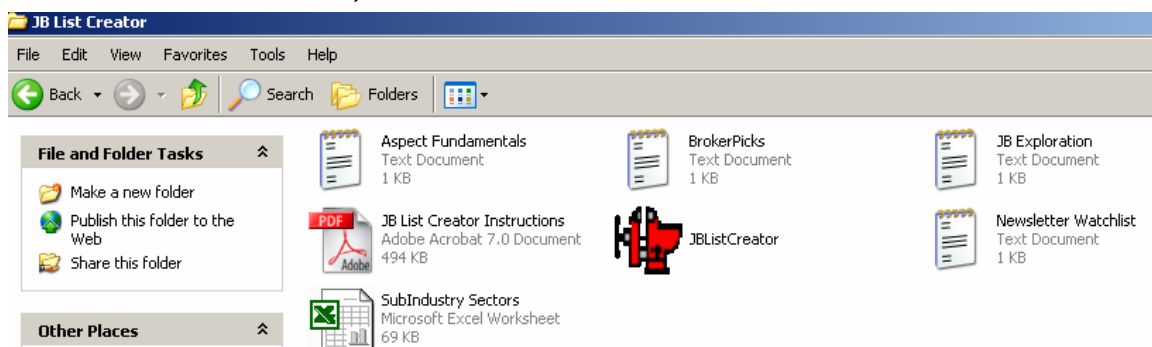 JB List Creator
File Edit View Favorites Tools Help
Back Search Folders
File and Folder Tasks
Make a new folder
Publish this folder to the
Web
Share this folder
Other Places
Aspect Fundamentals
Text Document
1 KB
BrokerPicks
Text Document
1 KB
JB Exploration
Text Document
1 KB
PDF
Adobe
JB List Creator Instructions
Adobe Acrobat 7.0 Document
494 KB
JBListCreator
Newsletter Watchlist
Text Document
1 KB
SubIndustry Sectors
Microsoft Excel Worksheet
69 KB